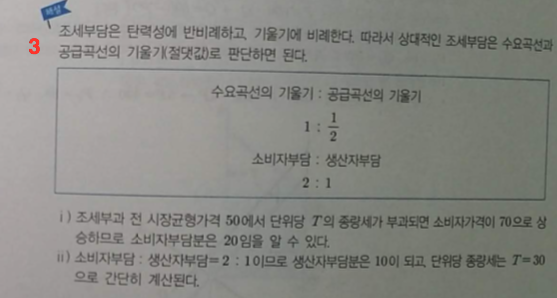 해설
3
조세부담은 탄력성에 반비례하고, 기울기에 비례한다. 따라서 상대적인 조세부담은 수요곡선과
공급곡선의 기울기(절댓값)로 판단하면 된다.
수요곡선의 기울기 : 공급곡선의 기울기
1 : 1/2
소비자부담 : 생산자부담
2 : 1
ⅰ) 조세부과 전 시장균형가격 50에서 단위당 T의 종량세가 부과되면 소비자가격이 70으로 상
승하므로 소비자부담분은 20임을 알 수 있다.
ⅱ) 소비자부담 : 생산자부담=2 : 1이므로 생산자부담분은 10이 되고, 단위당 종량세는 T=30
으로 간단히 계산된다.